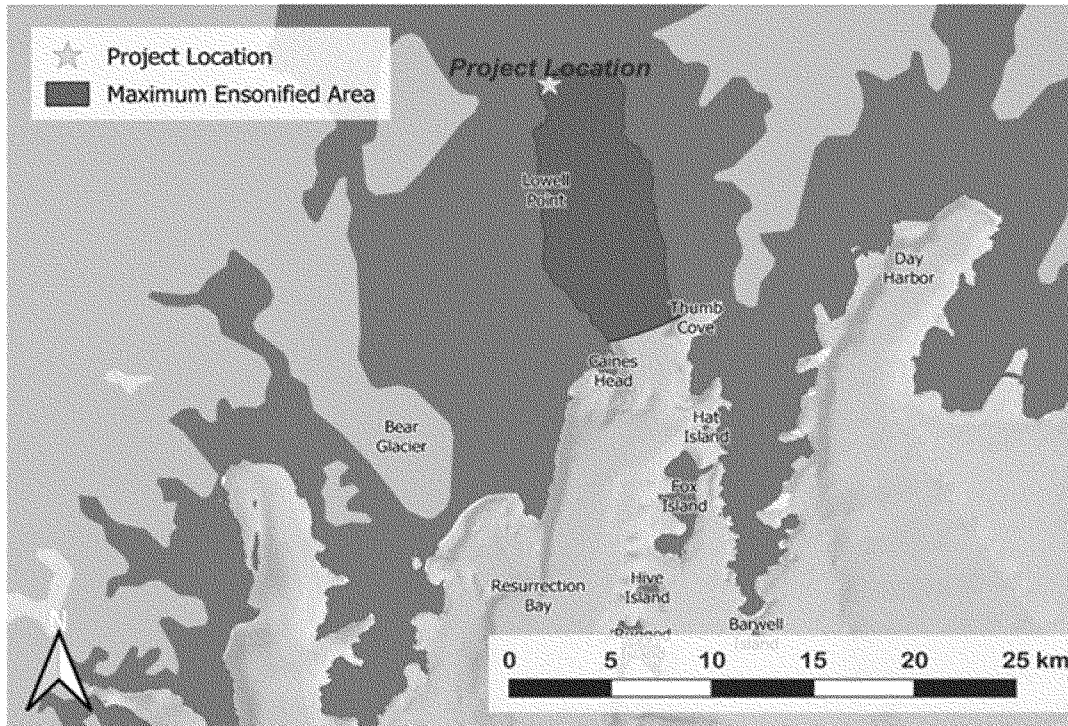 Project Location
Maximum Ensonified Area
Project Location
Lowell
Point
Day
Harbor
Thumb
Cove
Caines
Head
Hat
Island
Bear
Glacier
Fox
Island
Hive
Island
Resurrection
Bay
Barwell
Island
0 5 10 15 20 25 km